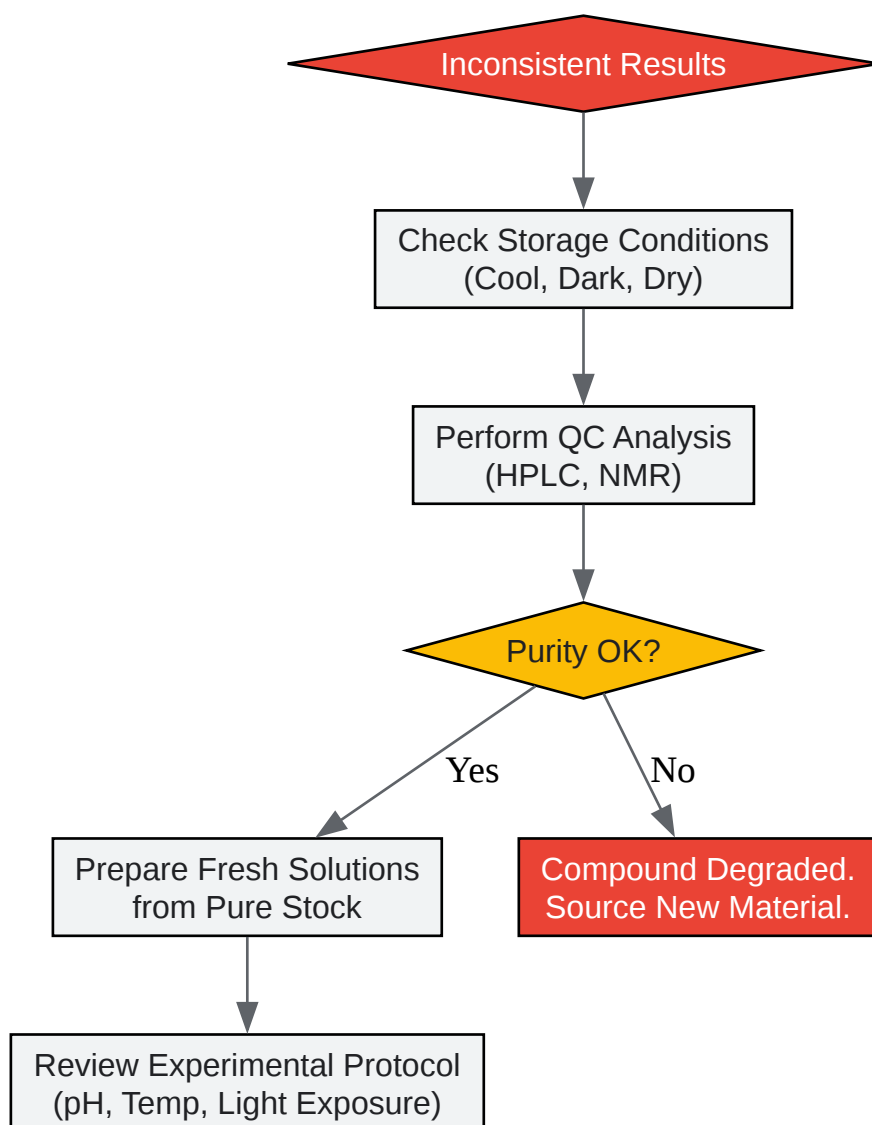 Inconsistent Results
Check Storage Conditions
(Cool, Dark, Dry)
Perform QC Analysis
(HPLC, NMR)
Purity OK?
Yes
No
Prepare Fresh Solutions
from Pure Stock
Compound Degraded.
Source New Material.
Review Experimental Protocol
(pH, Temp, Light Exposure)